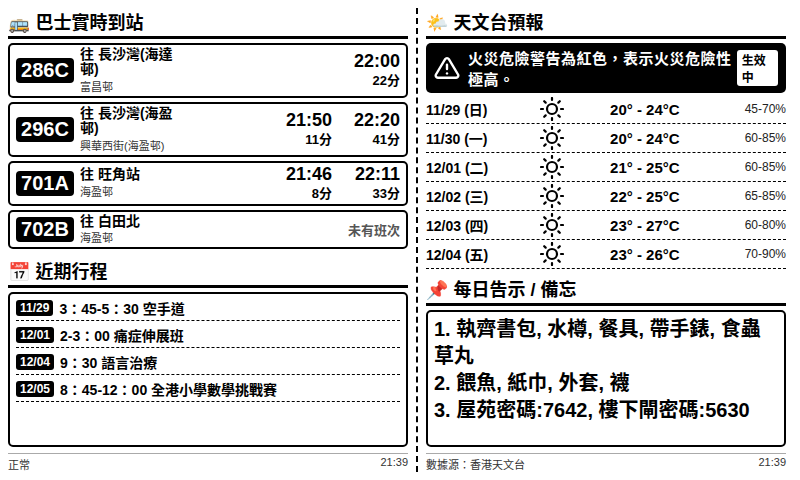 巴士實時到站
286C
往 長沙灣(海達
邨)
富昌邨
22:00
22分
296C
往 長沙灣(海盈
邨)
興華西街(海盈邨)
21:50 22:20
11分 41分
701A
往 旺角站
海盈邨
21:46 22:11
8分 33分
702B
往 白田北
海盈邨
未有班次
近期行程
11/29 3：45-5：30 空手道
12/01 2-3：00 痛症伸展班
12/04 9：30 語言治療
12/05 8：45-12：00 全港小學數學挑戰賽
正常 21:39
天文台預報
火災危險警告為紅色，表示火災危險性
極高。
生效
中
11/29 (日) 20° - 24°C 45-70%
11/30 (一) 20° - 24°C 60-85%
12/01 (二) 21° - 25°C 60-85%
12/02 (三) 22° - 25°C 65-85%
12/03 (四) 23° - 27°C 60-80%
12/04 (五) 23° - 26°C 70-90%
每日告示 / 備忘
1. 執齊書包, 水樽, 餐具, 帶手錶, 食蟲
草丸
2. 餵魚, 紙巾, 外套, 襪
3. 屋苑密碼:7642, 樓下閘密碼:5630
數據源：香港天文台 21:39